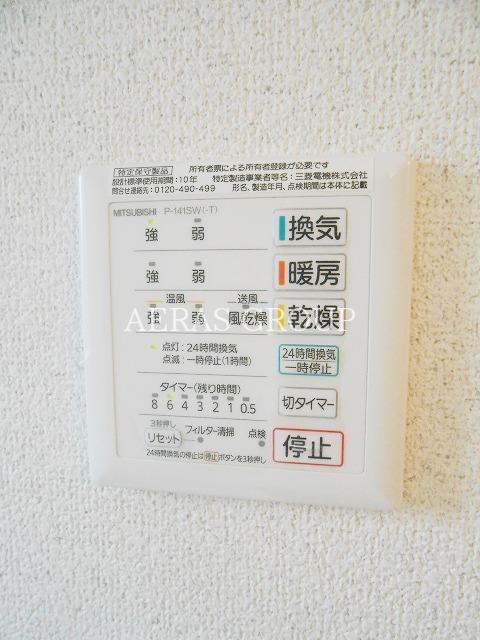 特定保守製品 所有者票による所有者登録が必要です
設計標準使用期間:10年 特定製造事業者等名:三菱電機株式会社
問合せ連絡先:0120-490-499 形名、製造年月、点検期間は本体に記載
MITSUBISHI P-141SW(-T)
強 弱 換気
強 弱 暖房
温風 送風
強 弱 風乾燥 乾燥
AERAS GROUP
点灯:24時間換気
点滅:一時停止(1時間)
24時間換気
一時停止
タイマー(残り時間)
8 6 4 3 2 1 0.5
切タイマー
3秒押し
リセット フィルター清掃 点検
停止
24時間換気の停止は停止ボタンを3秒押し